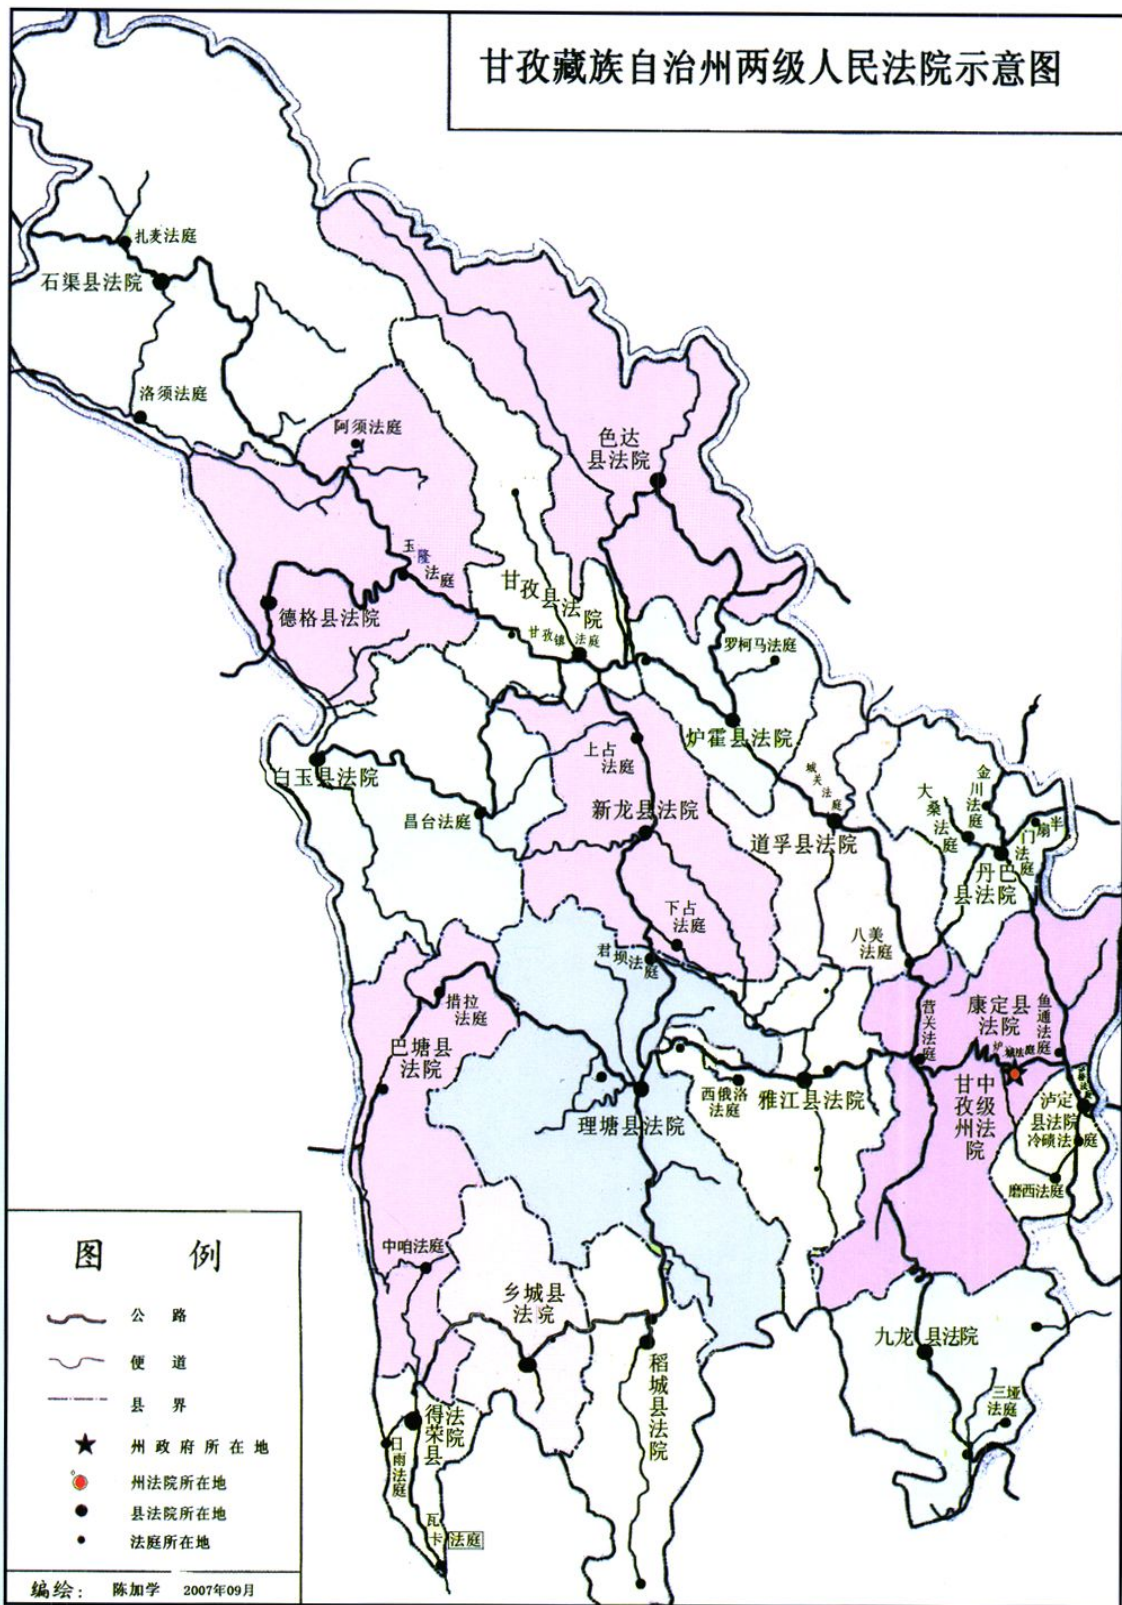 甘孜藏族自治州两级人民法院示意图
扎麦法庭
石渠县法院
洛须法庭
阿须法庭
色达
县法院
玉隆法庭
德格县法院
甘孜县法院
甘孜镇法庭
罗柯马法庭
炉霍县法院
上占
法庭
白玉县法院
昌台法庭
新龙县法院
城关法庭
道孚县法院
大桑法庭
金川法庭
半扇门法庭
丹巴
县法院
下占
法庭
君坝法庭
八美
法庭
措拉
法庭
巴塘县
法院
营关法庭
康定县
法院
鱼通法庭
炉城法庭
甘孜州
中级法院
西俄洛
法庭
雅江县法院
理塘县法院
泸定
县法院
冷碛法庭
磨西法庭
中咱法庭
乡城县
法院
稻城县法院
九龙县法院
三垭
法庭
得荣县
法院
日雨法庭
瓦卡法庭
图例
公路
便道
县界
州政府所在地
州法院所在地
县法院所在地
法庭所在地
编绘： 陈加学 2007年09月